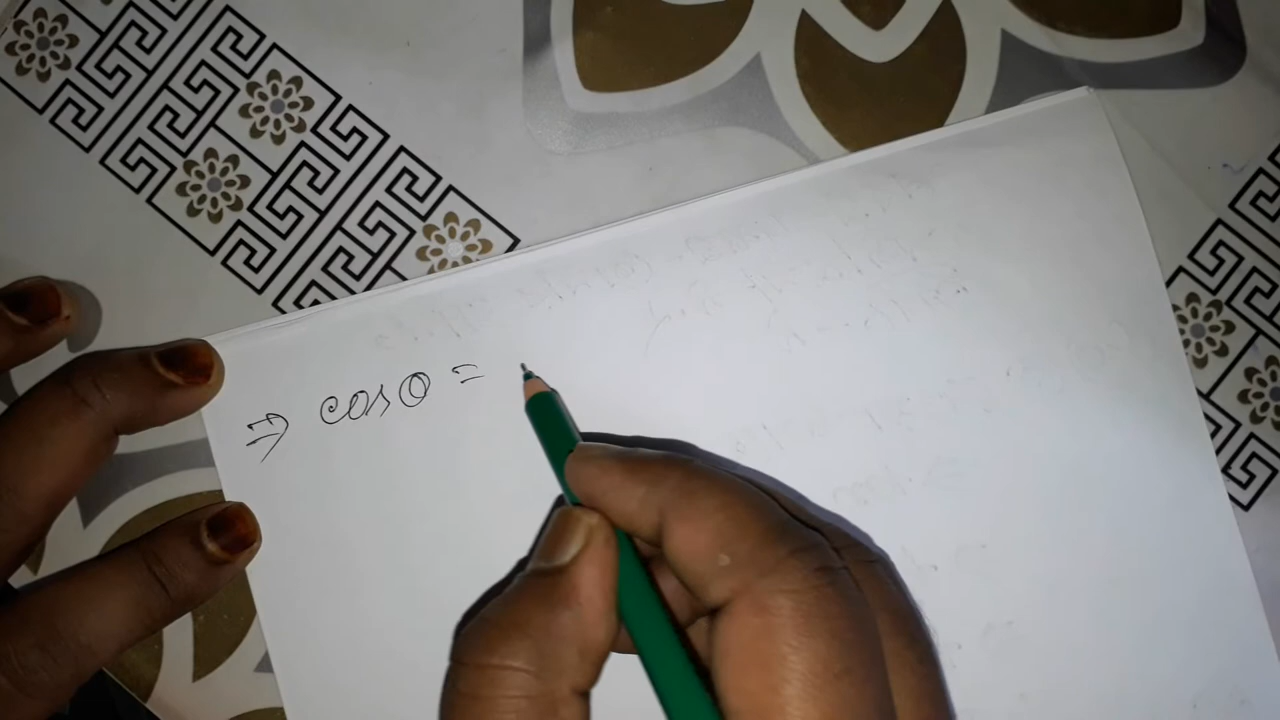 ⇒ cosθ =